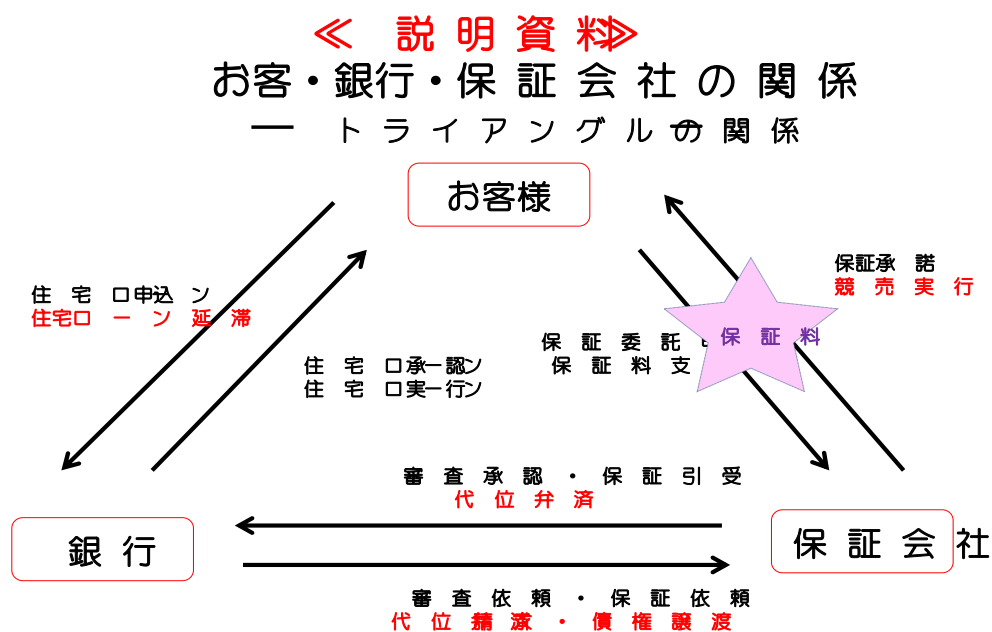 ≪ 説明資料≫
お客・銀行・保証会社の関係
― トライアングルの関係
お客様
保証承諾
競売実行
住宅ローン申込
住宅ローン延滞
保証料
保証委託
保証料支
住宅ローン承認
住宅ローン実行
審査承認・保証引受
代位弁済
銀行
保証会社
審査依頼・保証依頼
代位弁済請求・債権譲渡